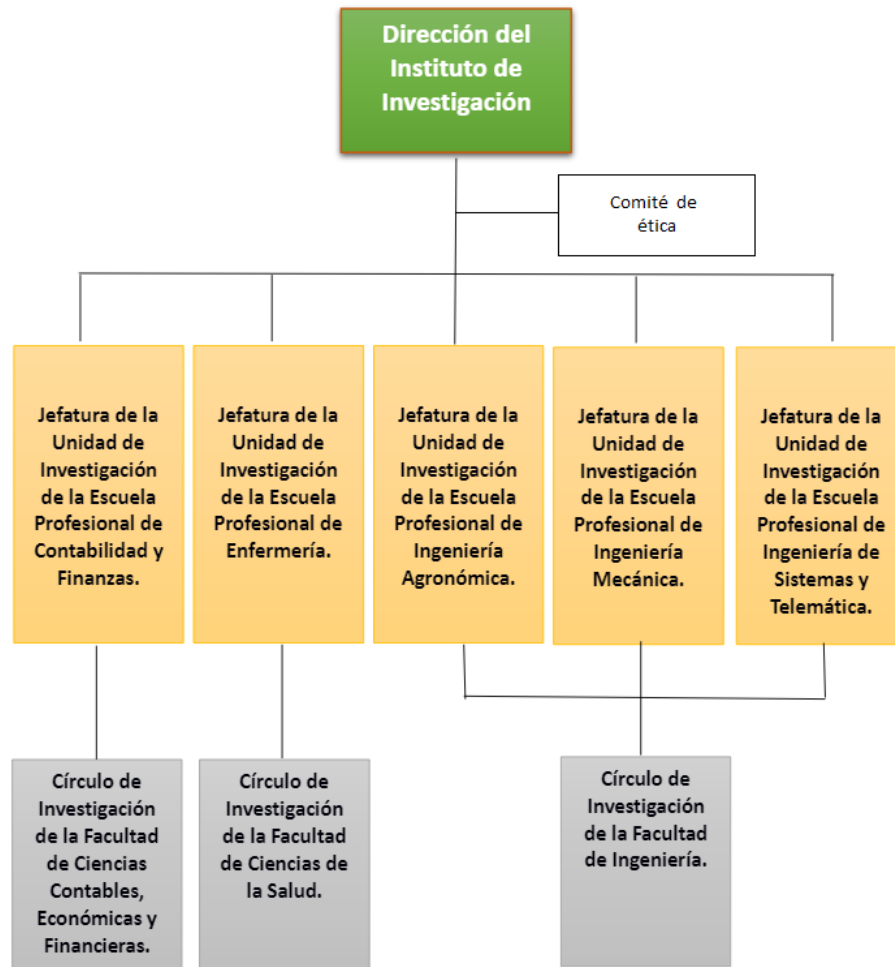 Dirección del
Instituto de
Investigación
Comité de
ética
Jefatura de la
Unidad de
Investigación
de la Escuela
Profesional de
Contabilidad y
Finanzas.
Jefatura de la
Unidad de
Investigación
de la Escuela
Profesional de
Enfermería.
Jefatura de la
Unidad de
Investigación
de la Escuela
Profesional de
Ingeniería
Agronómica.
Jefatura de la
Unidad de
Investigación
de la Escuela
Profesional de
Ingeniería
Mecánica.
Jefatura de la
Unidad de
Investigación
de la Escuela
Profesional de
Ingeniería de
Sistemas y
Telemática.
Círculo de
Investigación
de la Facultad
de Ciencias
Contables,
Económicas y
Financieras.
Círculo de
Investigación
de la Facultad
de Ciencias de
la Salud.
Círculo de
Investigación
de la Facultad
de Ingeniería.